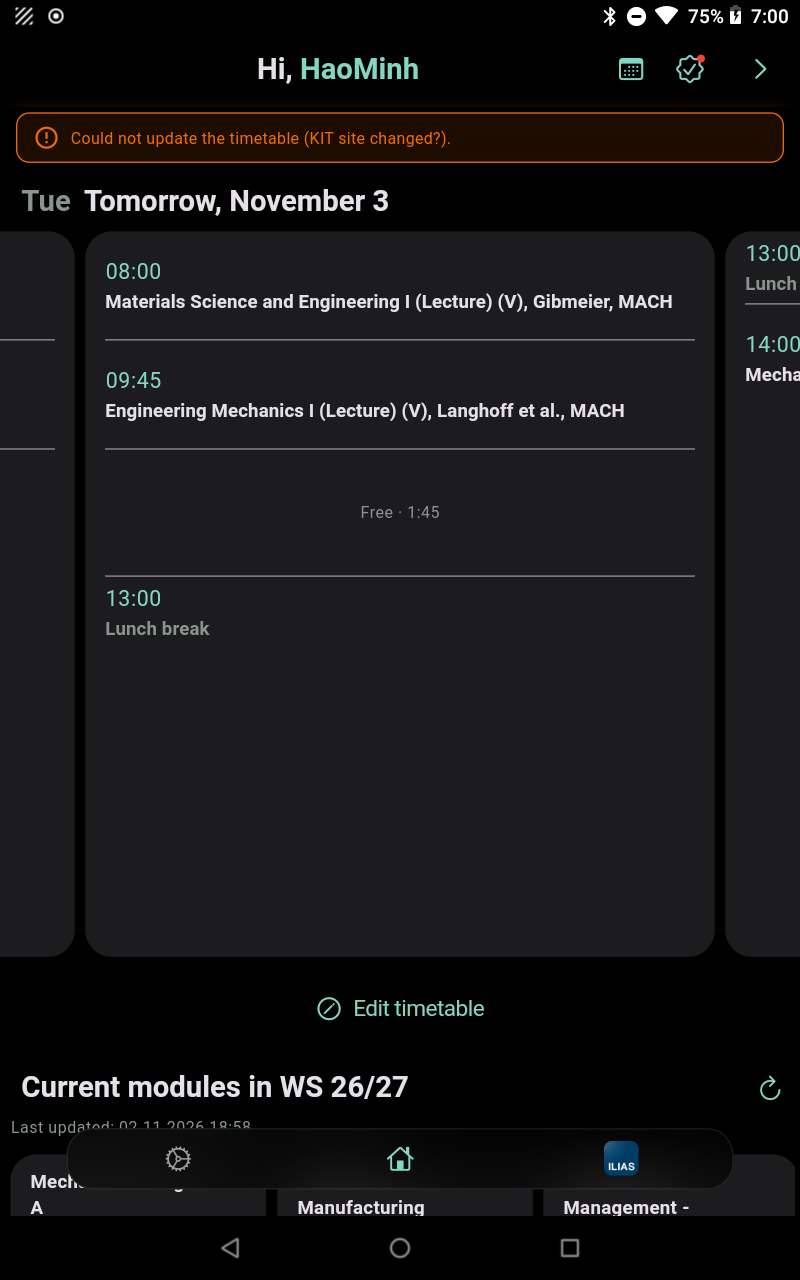 75% 7:00
Hi, HaoMinh
Could not update the timetable (KIT site changed?).
Tue Tomorrow, November 3
08:00
Materials Science and Engineering I (Lecture) (V), Gibmeier, MACH
09:45
Engineering Mechanics I (Lecture) (V), Langhoff et al., MACH
Free · 1:45
13:00
Lunch break
13:00
Lunch
14:00
Mecha
Edit timetable
Current modules in WS 26/27
Last updated: 02.11.2026 18:58
ILIAS
A
Manufacturing
Management -